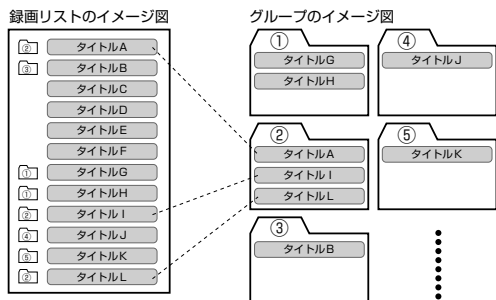 録画リストのイメージ図
② タイトルA
③ タイトルB
タイトルC
タイトルD
タイトルE
タイトルF
① タイトルG
① タイトルH
② タイトルI
④ タイトルJ
⑤ タイトルK
② タイトルL
グループのイメージ図
①
タイトルG
タイトルH
④
タイトルJ
②
タイトルA
タイトルI
タイトルL
⑤
タイトルK
③
タイトルB